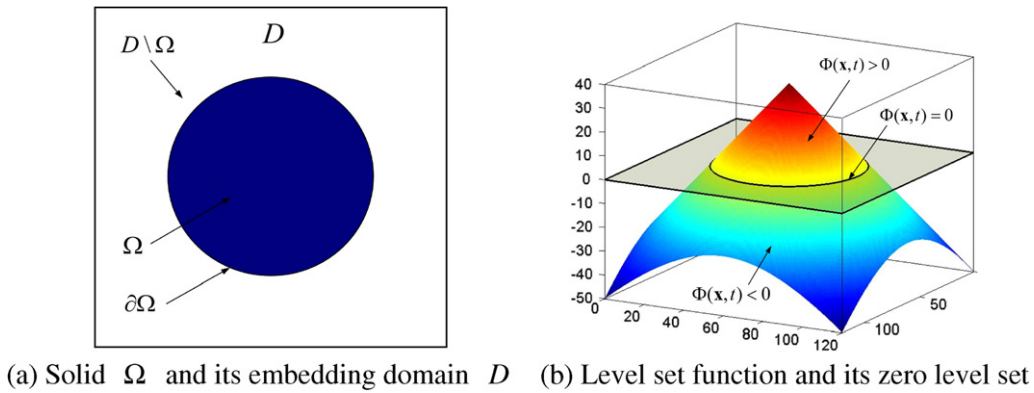 D
D \ Ω
Ω
∂Ω
Φ(x,t) > 0
Φ(x,t) = 0
Φ(x,t) < 0
40
30
20
10
0
-10
-20
-30
-40
-50
0
20
40
60
80
100
120
50
100
(a) Solid Ω and its embedding domain D
(b) Level set function and its zero level set